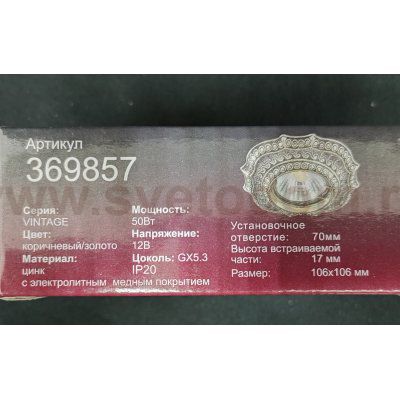 Артикул
369857
Серия:
VINTAGE
Цвет:
коричневый/золото
Материал:
цинк
с электролитным медным покрытием
Мощность:
50Вт
Напряжение:
12В
Цоколь: GX5.3
IP20
Установочное
отверстие: 70мм
Высота встраиваемой
части: 17 мм
Размер: 106x106 мм